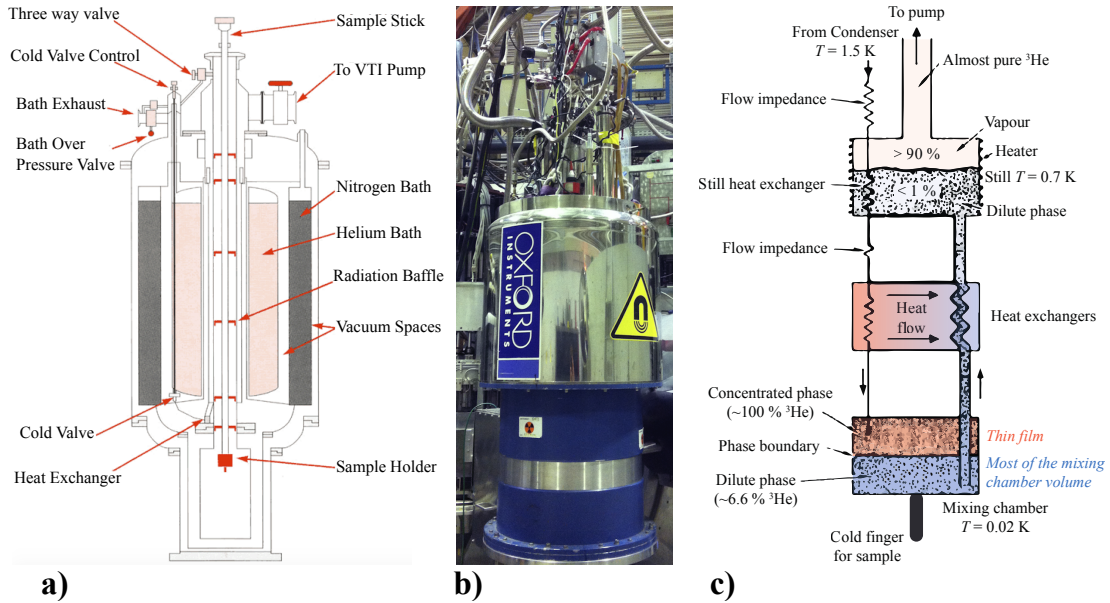 Three way valve
Cold Valve Control
Bath Exhaust
Bath Over
Pressure Valve
Cold Valve
Heat Exchanger
Sample Stick
To VTI Pump
Nitrogen Bath
Helium Bath
Radiation Baffle
Vacuum Spaces
Sample Holder
a)
OXFORD
INSTRUMENTS
b)
To pump
From Condenser
T = 1.5 K
Almost pure ³He
Flow impedance
Vapour
> 90 %
Heater
Still T = 0.7 K
Still heat exchanger
< 1 %
Dilute phase
Flow impedance
Heat
flow
Heat exchangers
Concentrated phase
(~100 % ³He)
Thin film
Phase boundary
Most of the mixing
chamber volume
Dilute phase
(~6.6 % ³He)
Mixing chamber
T = 0.02 K
Cold finger
for sample
c)